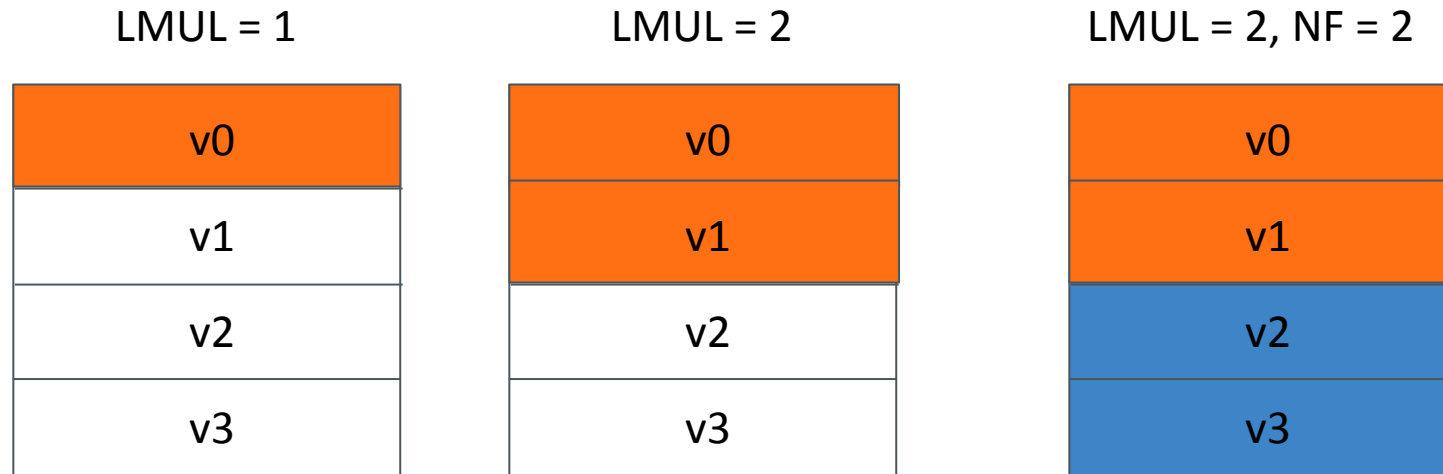 LMUL = 1
v0
v1
v2
v3
LMUL = 2
v0
v1
v2
v3
LMUL = 2, NF = 2
v0
v1
v2
v3